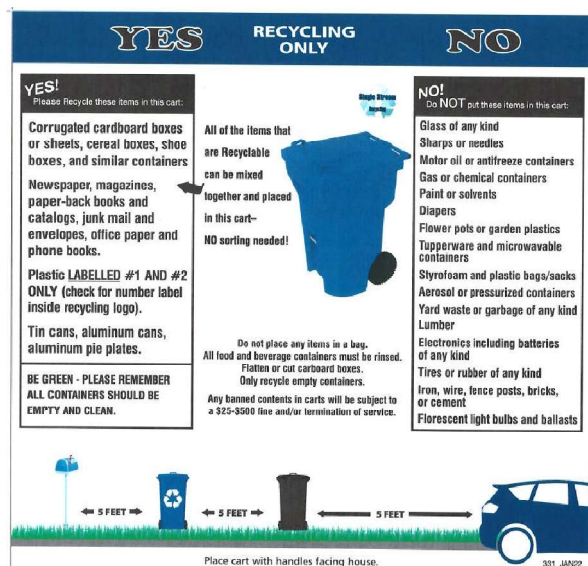 YES
RECYCLING
ONLY
NO
YES!
Please Recycle these items in this cart:
Corrugated cardboard boxes
or sheets, cereal boxes, shoe
boxes, and similar containers
Newspaper, magazines,
paper-back books and
catalogs, junk mail and
envelopes, office paper and
phone books.
Plastic LABELLED #1 AND #2
ONLY (check for number label
inside recycling logo).
Tin cans, aluminum cans,
aluminum pie plates.
BE GREEN - PLEASE REMEMBER
ALL CONTAINERS SHOULD BE
EMPTY AND CLEAN.
Single Stream
Recycling
All of the items that
are Recyclable
can be mixed
together and placed
in this cart–
NO sorting needed!
Do not place any items in a bag.
All food and beverage containers must be rinsed.
Flatten or cut carboard boxes.
Only recycle empty containers.
Any banned contents in carts will be subject to
a $25-$500 fine and/or termination of service.
NO!
Do NOT put these items in this cart:
Glass of any kind
Sharps or needles
Motor oil or antifreeze containers
Gas or chemical containers
Paint or solvents
Diapers
Flower pots or garden plastics
Tupperware and microwavable
containers
Styrofoam and plastic bags/sacks
Aerosol or pressurized containers
Yard waste or garbage of any kind
Lumber
Electronics including batteries
of any kind
Tires or rubber of any kind
Iron, wire, fence posts, bricks,
or cement
Florescent light bulbs and ballasts
5 FEET
5 FEET
5 FEET
Place cart with handles facing house.
331 JAN22